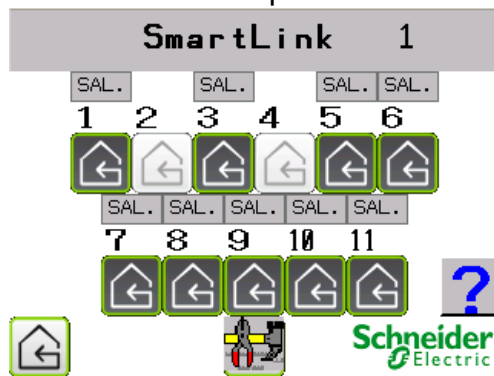 SmartLink 1
SAL. SAL. SAL. SAL.
1 2 3 4 5 6
SAL. SAL. SAL. SAL. SAL.
7 8 9 10 11
?
Schneider
Electric